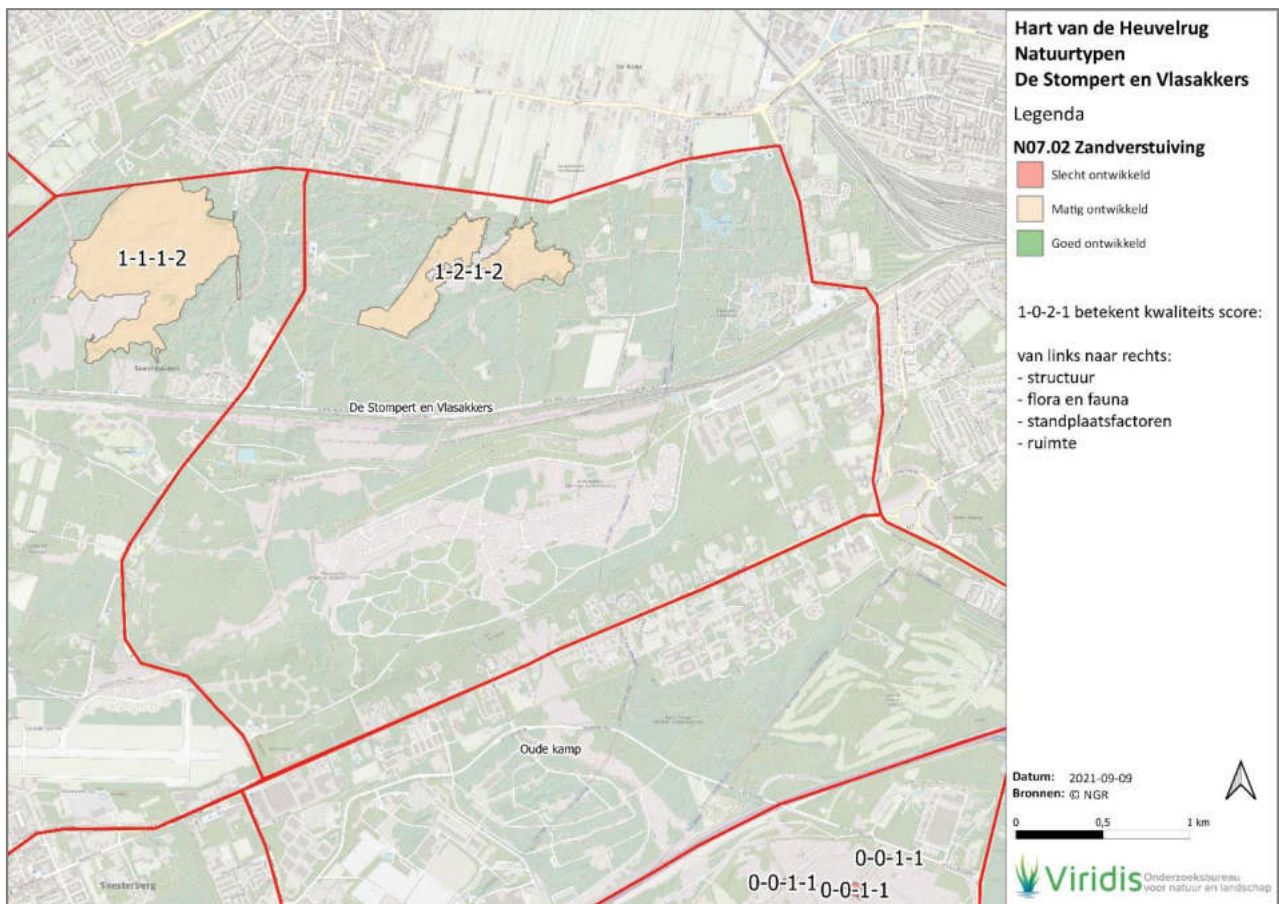 De Stompert en Vlasakkers
Oude kamp
Soesterberg
Soestduinen
1-1-1-2
1-2-1-2
0-0-1-1
0-0-1-1
0-0-1-1
Hart van de Heuvelrug
Natuurtypen
De Stompert en Vlasakkers
Legenda
N07.02 Zandverstuiving
Slecht ontwikkeld
Matig ontwikkeld
Goed ontwikkeld
1-0-2-1 betekent kwaliteits score:
van links naar rechts:
- structuur
- flora en fauna
- standplaatsfactoren
- ruimte
Datum: 2021-09-09
Bronnen: © NGR
0 0,5 1 km
Viridis Onderzoeksbureau
voor natuur en landschap